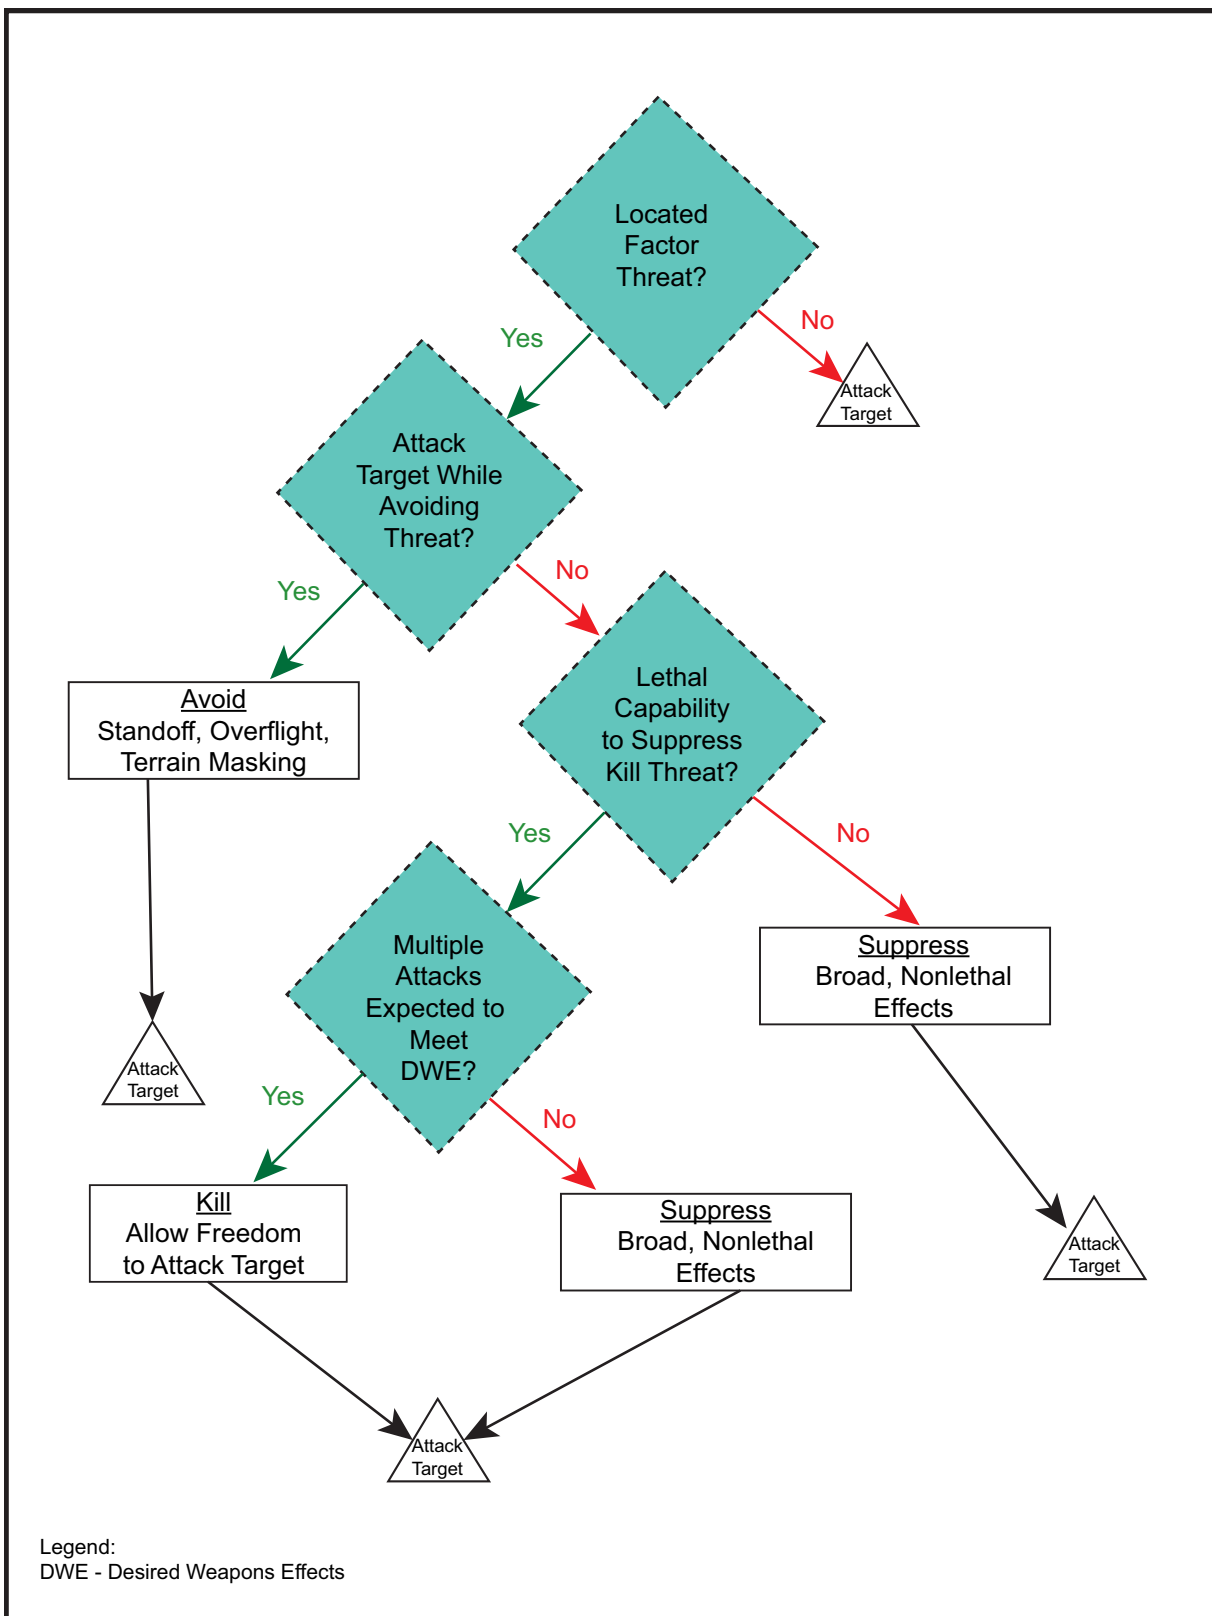 Located
Factor
Threat?
Yes
No
Attack
Target
Attack
Target While
Avoiding
Threat?
Yes
No
Avoid
Standoff, Overflight,
Terrain Masking
Lethal
Capability
to Suppress
Kill Threat?
Yes
No
Multiple
Attacks
Expected to
Meet
DWE?
Suppress
Broad, Nonlethal
Effects
Attack
Target
Yes
No
Kill
Allow Freedom
to Attack Target
Suppress
Broad, Nonlethal
Effects
Attack
Target
Attack
Target
Legend:
DWE - Desired Weapons Effects